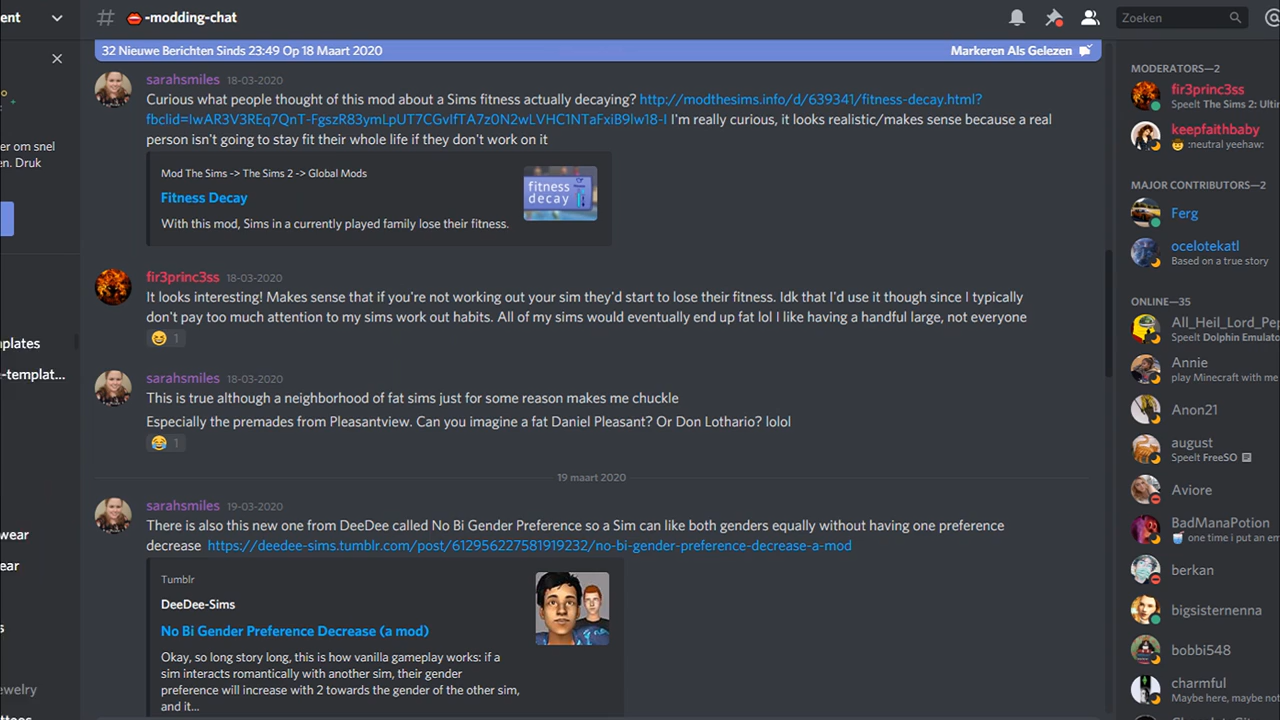 ent
-modding-chat
Zoeken
32 Nieuwe Berichten Sinds 23:49 Op 18 Maart 2020
Markeren Als Gelezen
er om snel
en. Druk
plates
-templat...
wear
ear
s
ewelry
sarahsmiles 18-03-2020
Curious what people thought of this mod about a Sims fitness actually decaying? http://modthesims.info/d/639341/fitness-decay.html?
fbclid=IwAR3V3REq7QnT-FgszR83ymLpUT7CGvIfTA7z0N2wVLHC1NTaFxiB9Iw18-I I'm really curious, it looks realistic/makes sense because a real
person isn't going to stay fit their whole life if they don't work on it
Mod The Sims -> The Sims 2 -> Global Mods
Fitness Decay
With this mod, Sims in a currently played family lose their fitness.
fitness
decay
fir3princ3ss 18-03-2020
It looks interesting! Makes sense that if you're not working out your sim they'd start to lose their fitness. Idk that I'd use it though since I typically
don't pay too much attention to my sims work out habits. All of my sims would eventually end up fat lol I like having a handful large, not everyone
1
sarahsmiles 18-03-2020
This is true although a neighborhood of fat sims just for some reason makes me chuckle
Especially the premades from Pleasantview. Can you imagine a fat Daniel Pleasant? Or Don Lothario? lolol
1
19 maart 2020
sarahsmiles 19-03-2020
There is also this new one from DeeDee called No Bi Gender Preference so a Sim can like both genders equally without having one preference
decrease https://deedee-sims.tumblr.com/post/612956227581919232/no-bi-gender-preference-decrease-a-mod
Tumblr
DeeDee-Sims
No Bi Gender Preference Decrease (a mod)
Okay, so long story long, this is how vanilla gameplay works: if a
sim interacts romantically with another sim, their gender
preference will increase with 2 towards the gender of the other sim,
and it...
MODERATORS—2
fir3princ3ss
Speelt The Sims 2: Ulti
keepfaithbaby
:neutral yeehaw:
MAJOR CONTRIBUTORS—2
Ferg
ocelotekatl
Based on a true story
ONLINE—35
All_Heil_Lord_Pe
Speelt Dolphin Emulato
Annie
play Minecraft with me
Anon21
august
Speelt FreeSO
Aviore
BadManaPotion
one time i put an em
berkan
bigsisternenna
bobbi548
charmful
Maybe here, maybe not